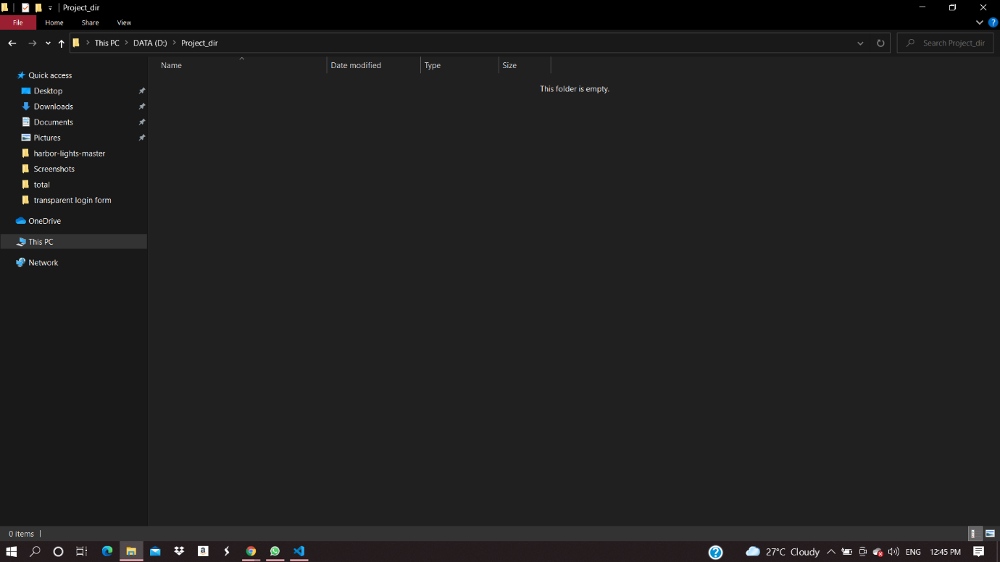 Project_dir
File Home Share View
This PC DATA (D:) Project_dir
Search Project_dir
Name Date modified Type Size
This folder is empty.
Quick access
Desktop
Downloads
Documents
Pictures
harbor-lights-master
Screenshots
total
transparent login form
OneDrive
This PC
Network
0 items
27°C Cloudy ENG 12:45 PM